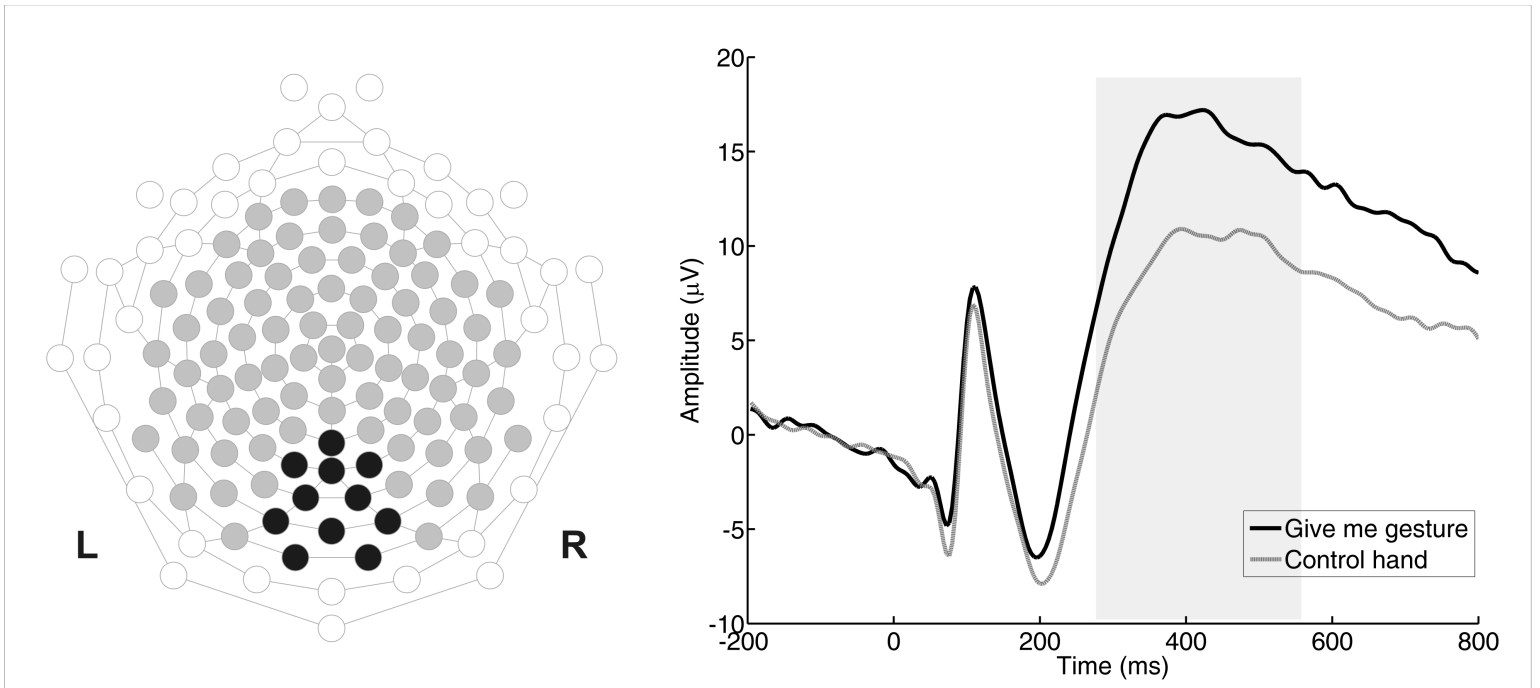 L
R
20
15
10
5
0
-5
-10
Amplitude (μV)
-200 0 200 400 600 800
Time (ms)
Give me gesture
Control hand